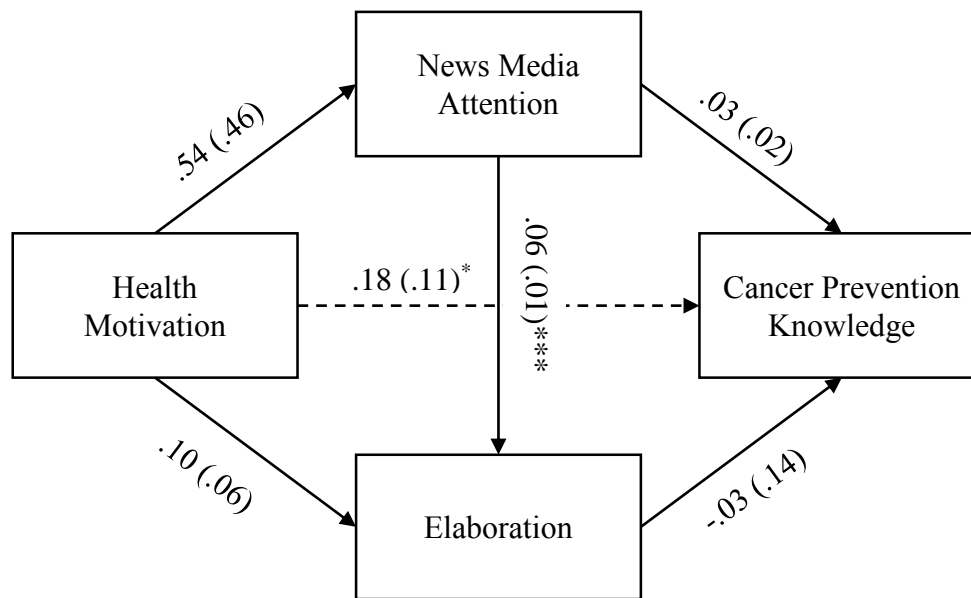 News Media
Attention
.54 (.46)
.03 (.02)
Health
Motivation
.18 (.11)*
.06 (.01)***
Cancer Prevention
Knowledge
.10 (.06)
Elaboration
-.03 (.14)